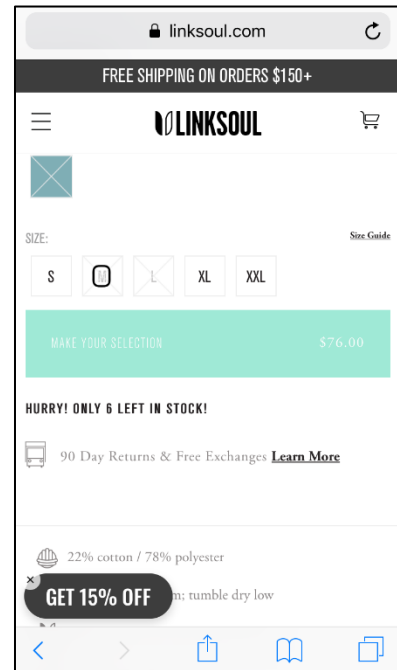 linksoul.com
FREE SHIPPING ON ORDERS $150+
LINKSOUL
SIZE: Size Guide
S M L XL XXL
MAKE YOUR SELECTION $76.00
HURRY! ONLY 6 LEFT IN STOCK!
90 Day Returns & Free Exchanges Learn More
22% cotton / 78% polyester
GET 15% OFF
; tumble dry low